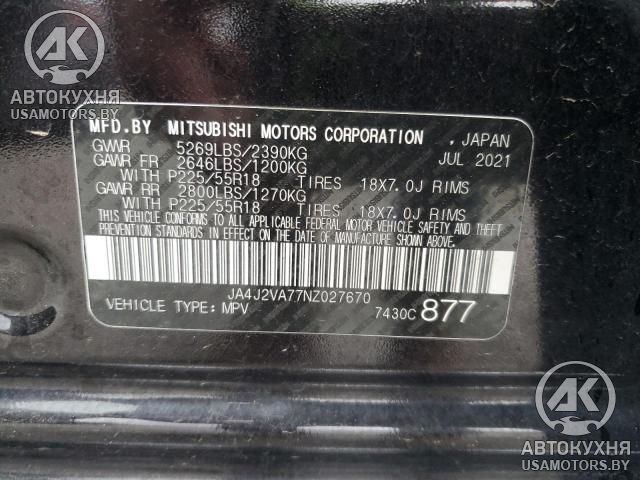 АК
АВТОКУХНЯ
USAMOTORS.BY
MFD.BY MITSUBISHI MOTORS CORPORATION , JAPAN
GWWR 5269LBS/2390KG JUL 2021
GAWR FR 2646LBS/1200KG
WITH P225/55R18 TIRES 18X7.0J RIMS
GAWR RR 2800LBS/1270KG
WITH P225/55R18 TIRES 18X7.0J RIMS
THIS VEHICLE CONFORMS TO ALL APPLICABLE FEDERAL MOTOR VEHICLE SAFETY AND THEFT
PREVENTION STANDARDS IN EFFECT ON THE DATE OF MANUFACTURE SHOWN ABOVE.
JA4J2VA77NZ027670
VEHICLE TYPE: MPV 7430C 877
АК
АВТОКУХНЯ
USAMOTORS.BY